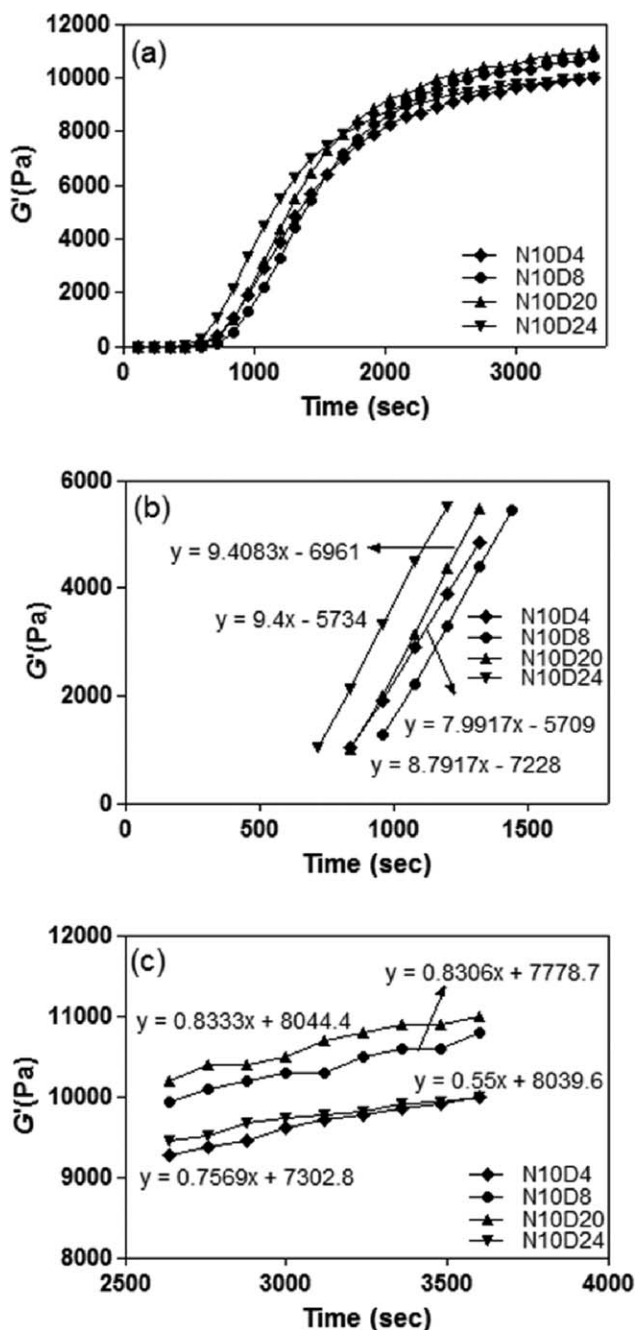 (a)
12000
10000
8000
6000
4000
2000
0
G'(Pa)
N10D4
N10D8
N10D20
N10D24
0 1000 2000 3000
Time (sec)
(b)
6000
4000
2000
0
G'(Pa)
y = 9.4083x - 6961
y = 9.4x - 5734
N10D4
N10D8
N10D20
N10D24
y = 7.9917x - 5709
y = 8.7917x - 7228
0 500 1000 1500
Time (sec)
(c)
12000
11000
10000
9000
8000
G'(Pa)
y = 0.8306x + 7778.7
y = 0.8333x + 8044.4
y = 0.55x + 8039.6
y = 0.7569x + 7302.8
N10D4
N10D8
N10D20
N10D24
2500 3000 3500 4000
Time (sec)